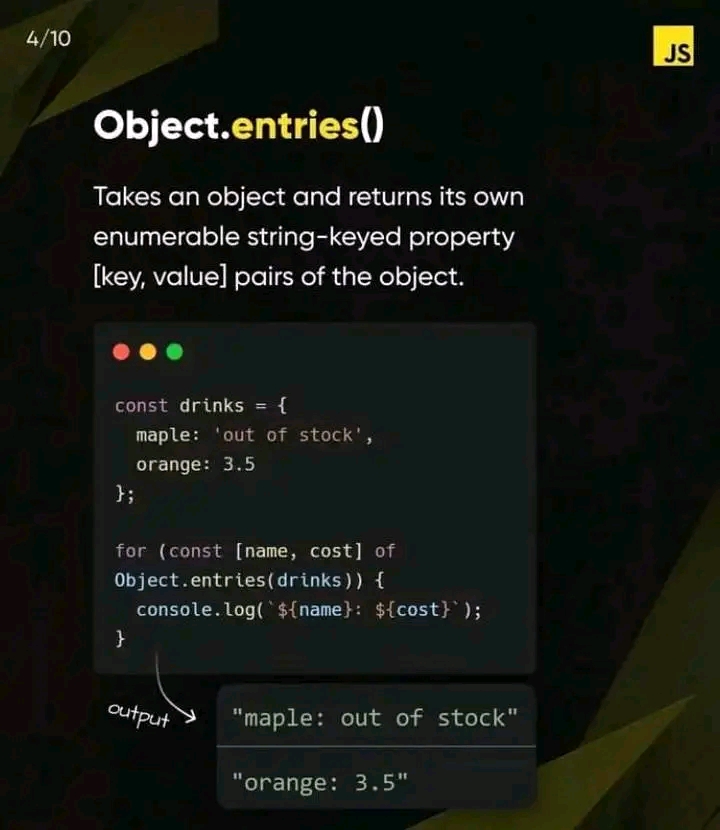 4/10
JS
Object.entries()
Takes an object and returns its own
enumerable string-keyed property
[key, value] pairs of the object.
const drinks = {
  maple: 'out of stock',
  orange: 3.5
};
for (const [name, cost] of
Object.entries(drinks)) {
  console.log(`${name}: ${cost}`);
}
output
"maple: out of stock"
"orange: 3.5"